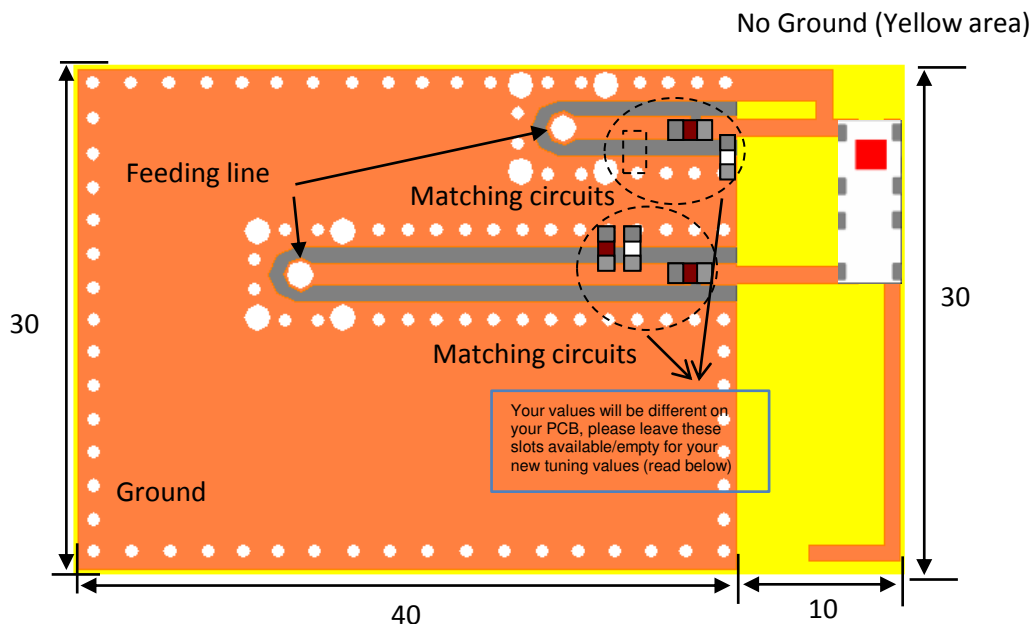 No Ground (Yellow area)
Feeding line
Matching circuits
30
30
Matching circuits
Your values will be different on
your PCB, please leave these
slots available/empty for your
new tuning values (read below)
Ground
40
10